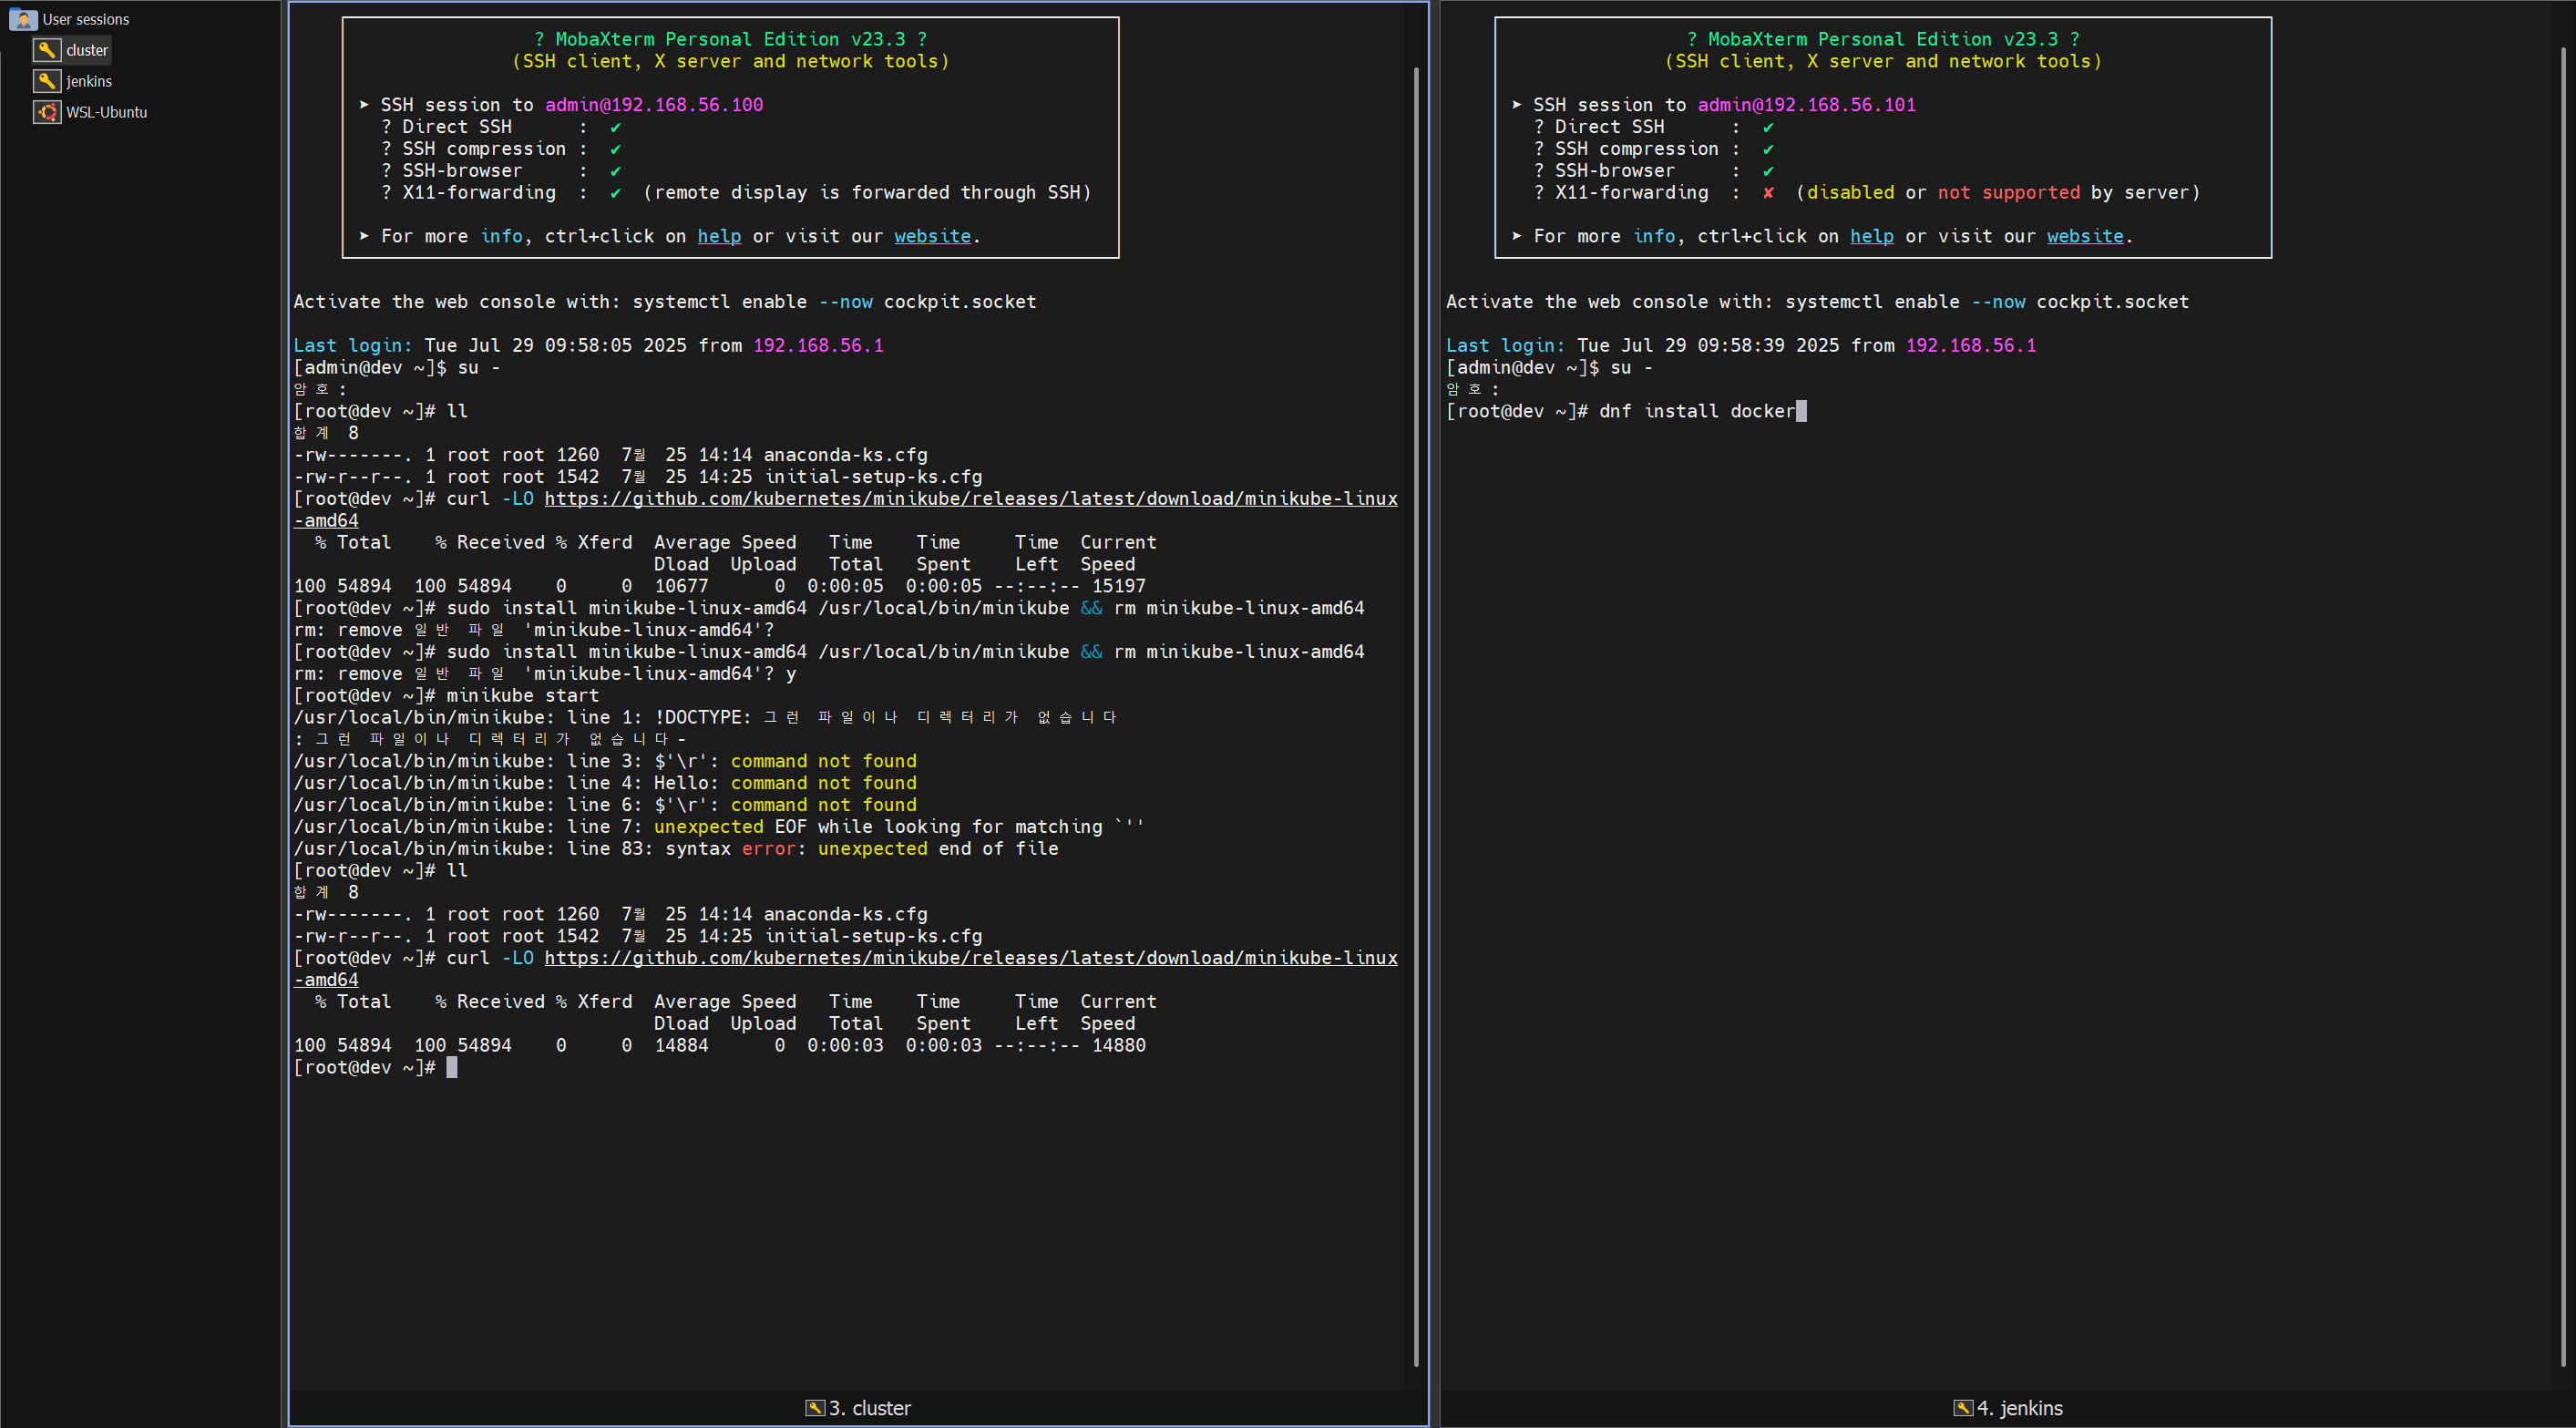 User sessions
cluster
jenkins
WSL-Ubuntu
? MobaXterm Personal Edition v23.3 ?
(SSH client, X server and network tools)
➤ SSH session to admin@192.168.56.100
? Direct SSH      :  ✔
? SSH compression :  ✔
? SSH-browser     :  ✔
? X11-forwarding  :  ✔  (remote display is forwarded through SSH)
➤ For more info, ctrl+click on help or visit our website.
Activate the web console with: systemctl enable --now cockpit.socket
Last login: Tue Jul 29 09:58:05 2025 from 192.168.56.1
[admin@dev ~]$ su -
암호:
[root@dev ~]# ll
합계 8
-rw-------. 1 root root 1260  7월  25 14:14 anaconda-ks.cfg
-rw-r--r--. 1 root root 1542  7월  25 14:25 initial-setup-ks.cfg
[root@dev ~]# curl -LO https://github.com/kubernetes/minikube/releases/latest/download/minikube-linux
-amd64
% Total    % Received % Xferd  Average Speed   Time    Time     Time  Current
Dload  Upload   Total   Spent    Left  Speed
100 54894  100 54894    0     0  10677      0  0:00:05  0:00:05 --:--:-- 15197
[root@dev ~]# sudo install minikube-linux-amd64 /usr/local/bin/minikube && rm minikube-linux-amd64
rm: remove 일반 파일 'minikube-linux-amd64'?
[root@dev ~]# sudo install minikube-linux-amd64 /usr/local/bin/minikube && rm minikube-linux-amd64
rm: remove 일반 파일 'minikube-linux-amd64'? y
[root@dev ~]# minikube start
/usr/local/bin/minikube: line 1: !DOCTYPE: 그런 파일이나 디렉터리가 없습니다
: 그런 파일이나 디렉터리가 없습니다-
/usr/local/bin/minikube: line 3: $'\r': command not found
/usr/local/bin/minikube: line 4: Hello: command not found
/usr/local/bin/minikube: line 6: $'\r': command not found
/usr/local/bin/minikube: line 7: unexpected EOF while looking for matching `''
/usr/local/bin/minikube: line 83: syntax error: unexpected end of file
[root@dev ~]# ll
합계 8
-rw-------. 1 root root 1260  7월  25 14:14 anaconda-ks.cfg
-rw-r--r--. 1 root root 1542  7월  25 14:25 initial-setup-ks.cfg
[root@dev ~]# curl -LO https://github.com/kubernetes/minikube/releases/latest/download/minikube-linux
-amd64
% Total    % Received % Xferd  Average Speed   Time    Time     Time  Current
Dload  Upload   Total   Spent    Left  Speed
100 54894  100 54894    0     0  14884      0  0:00:03  0:00:03 --:--:-- 14880
[root@dev ~]#
3. cluster
? MobaXterm Personal Edition v23.3 ?
(SSH client, X server and network tools)
➤ SSH session to admin@192.168.56.101
? Direct SSH      :  ✔
? SSH compression :  ✔
? SSH-browser     :  ✔
? X11-forwarding  :  ✘  (disabled or not supported by server)
➤ For more info, ctrl+click on help or visit our website.
Activate the web console with: systemctl enable --now cockpit.socket
Last login: Tue Jul 29 09:58:39 2025 from 192.168.56.1
[admin@dev ~]$ su -
암호:
[root@dev ~]# dnf install docker
4. jenkins